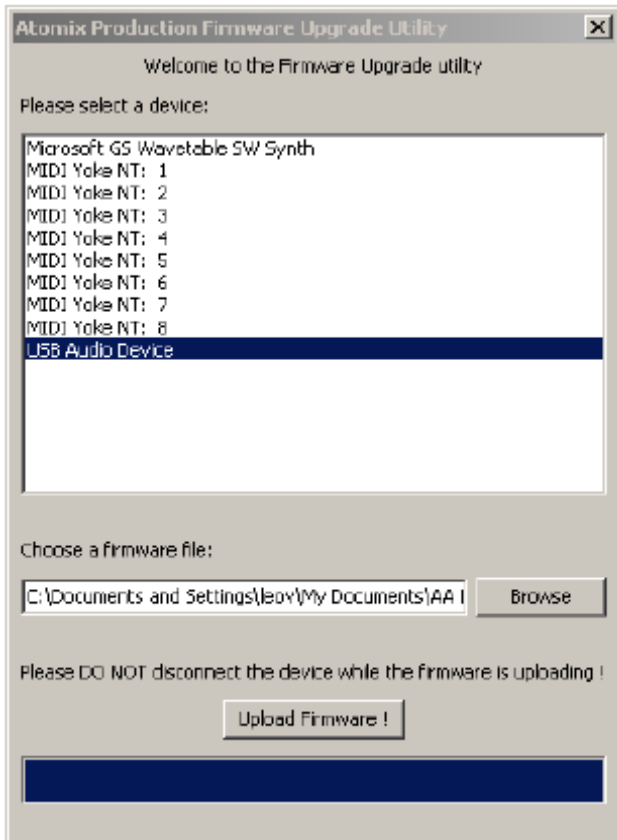 Atomix Production Firmware Upgrade Utility
Welcome to the Firmware Upgrade utility
Please select a device:
Microsoft GS Wavetable SW Synth
MIDI Yoke NT: 1
MIDI Yoke NT: 2
MIDI Yoke NT: 3
MIDI Yoke NT: 4
MIDI Yoke NT: 5
MIDI Yoke NT: 6
MIDI Yoke NT: 7
MIDI Yoke NT: 8
USB Audio Device
Choose a firmware file:
C:\Documents and Settings\leov\My Documents\AA Browse
Please DO NOT disconnect the device while the firmware is uploading !
Upload Firmware !